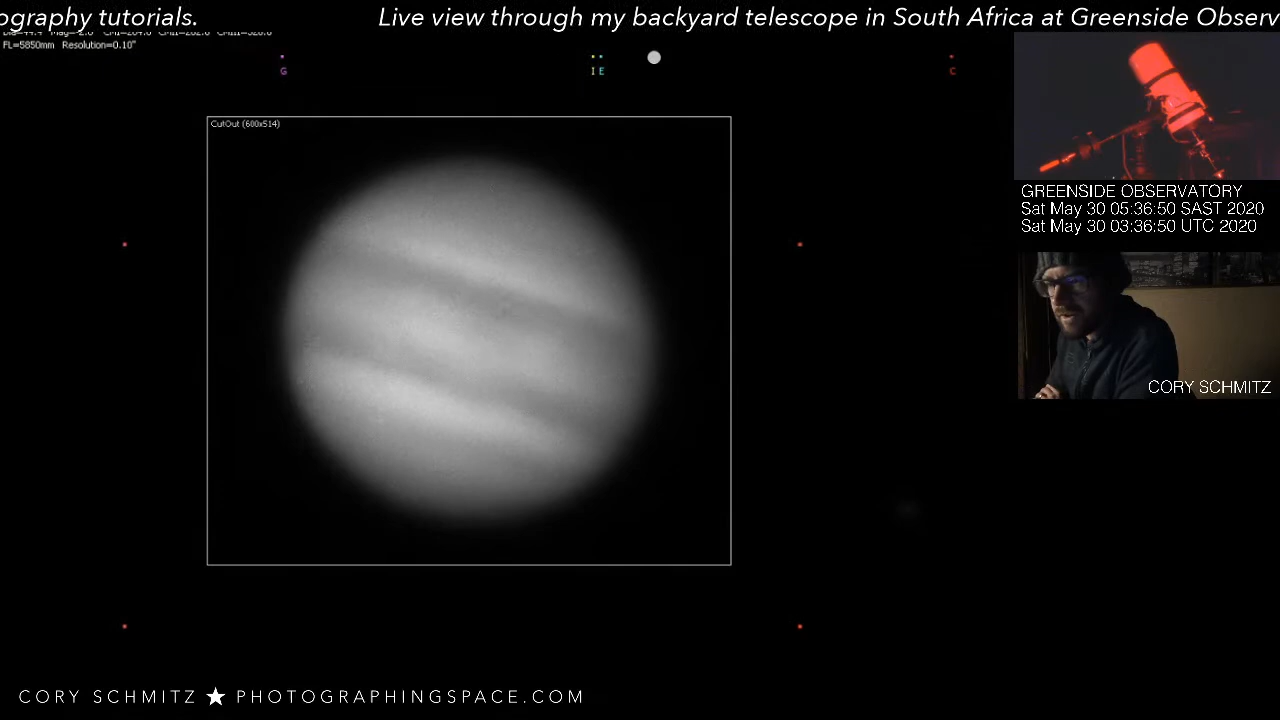 ography tutorials.
Live view through my backyard telescope in South Africa at Greenside Observ
FL=5850mm Resolution=0.10"
G
I E
C
CutOut (600x514)
GREENSIDE OBSERVATORY
Sat May 30 05:36:50 SAST 2020
Sat May 30 03:36:50 UTC 2020
CORY SCHMITZ
CORY SCHMITZ ★ PHOTOGRAPHINGSPACE.COM